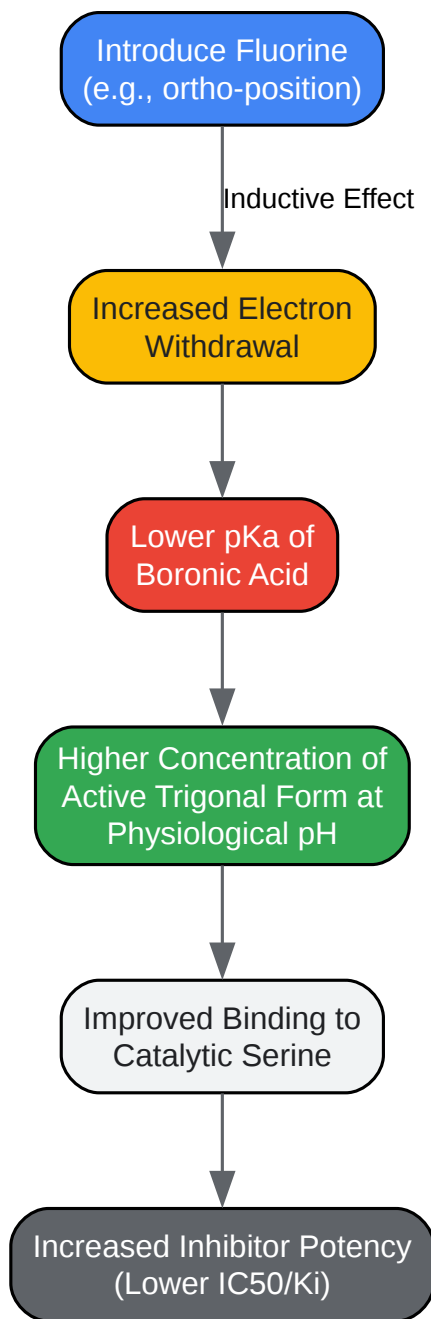 Introduce Fluorine
(e.g., ortho-position)
Inductive Effect
Increased Electron
Withdrawal
Lower pKa of
Boronic Acid
Higher Concentration of
Active Trigonal Form at
Physiological pH
Improved Binding to
Catalytic Serine
Increased Inhibitor Potency
(Lower IC50/Ki)